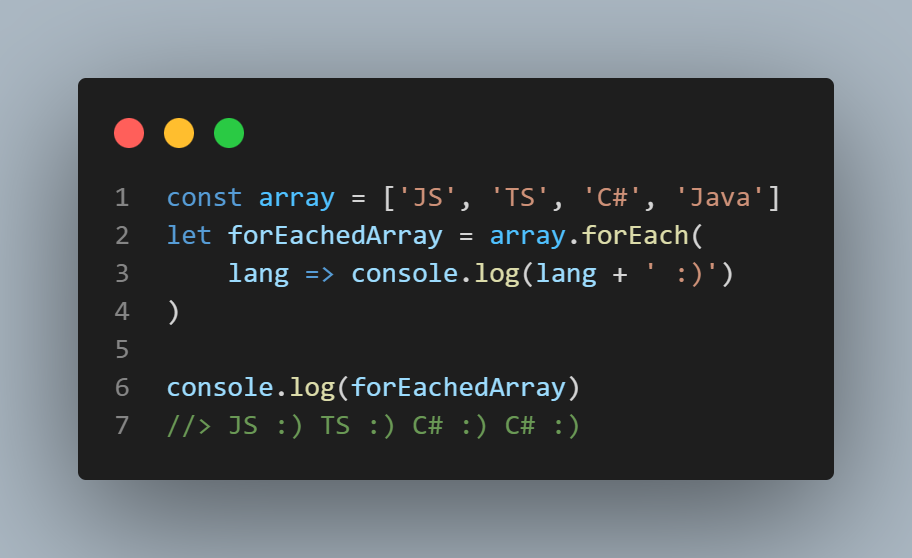 1 const array = ['JS', 'TS', 'C#', 'Java']
2 let forEachedArray = array.forEach(
3     lang => console.log(lang + ' :)')
4 )
5
6 console.log(forEachedArray)
7 //> JS :) TS :) C# :) C# :)